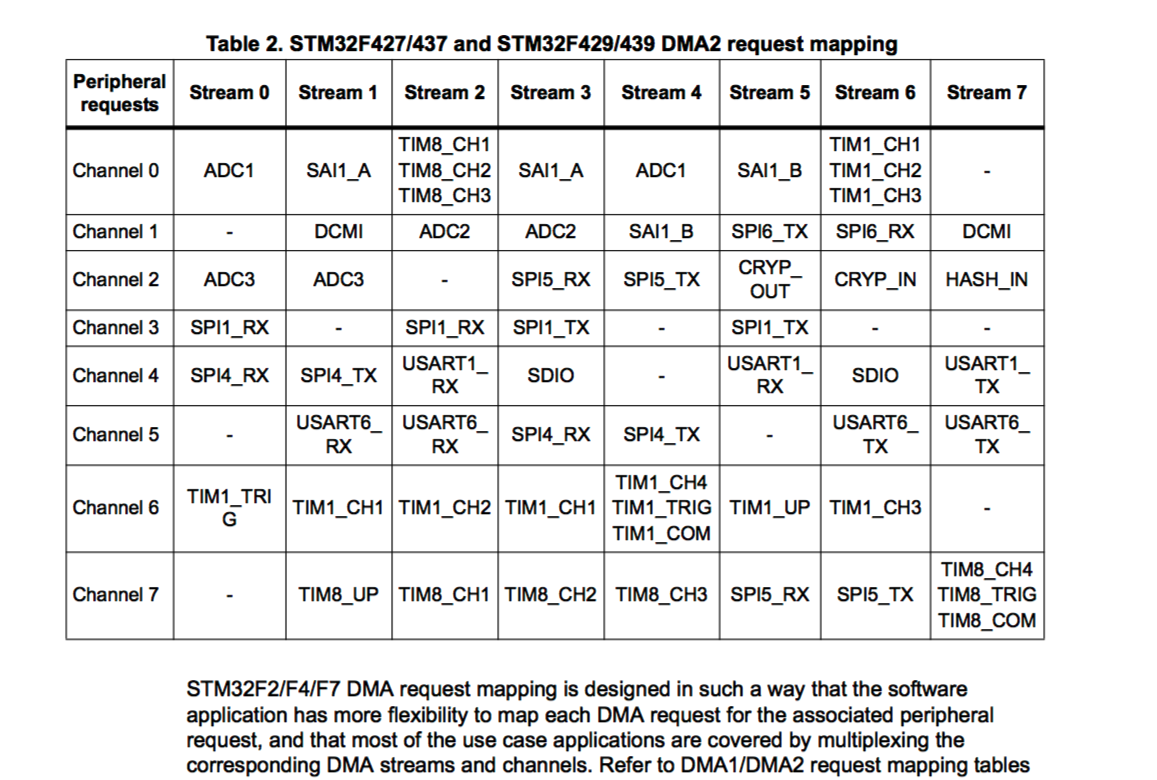 Table 2. STM32F427/437 and STM32F429/439 DMA2 request mapping
Peripheral requests Stream 0 Stream 1 Stream 2 Stream 3 Stream 4 Stream 5 Stream 6 Stream 7
Channel 0 ADC1 SAI1_A TIM8_CH1 TIM8_CH2 TIM8_CH3 SAI1_A ADC1 SAI1_B TIM1_CH1 TIM1_CH2 TIM1_CH3 -
Channel 1 - DCMI ADC2 ADC2 SAI1_B SPI6_TX SPI6_RX DCMI
Channel 2 ADC3 ADC3 - SPI5_RX SPI5_TX CRYP_ OUT CRYP_IN HASH_IN
Channel 3 SPI1_RX - SPI1_RX SPI1_TX - SPI1_TX - -
Channel 4 SPI4_RX SPI4_TX USART1_ RX SDIO - USART1_ RX SDIO USART1_ TX
Channel 5 - USART6_ RX USART6_ RX SPI4_RX SPI4_TX - USART6_ TX USART6_ TX
Channel 6 TIM1_TRI G TIM1_CH1 TIM1_CH2 TIM1_CH1 TIM1_CH4 TIM1_TRIG TIM1_COM TIM1_UP TIM1_CH3 -
Channel 7 - TIM8_UP TIM8_CH1 TIM8_CH2 TIM8_CH3 SPI5_RX SPI5_TX TIM8_CH4 TIM8_TRIG TIM8_COM
STM32F2/F4/F7 DMA request mapping is designed in such a way that the software
application has more flexibility to map each DMA request for the associated peripheral
request, and that most of the use case applications are covered by multiplexing the
corresponding DMA streams and channels. Refer to DMA1/DMA2 request mapping tables